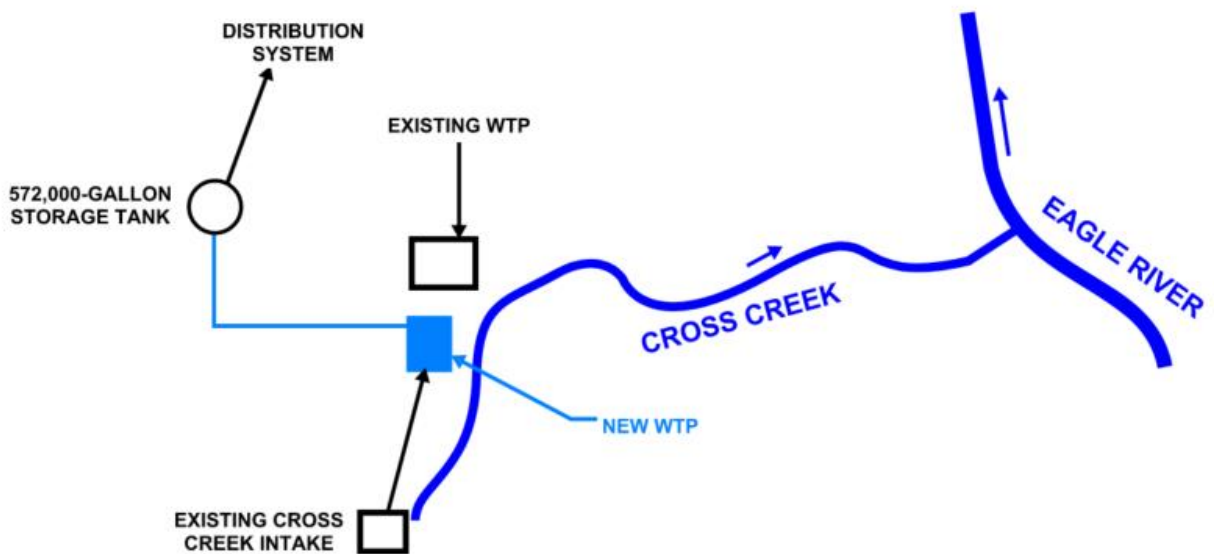 DISTRIBUTION
SYSTEM
EXISTING WTP
572,000-GALLON
STORAGE TANK
EAGLE RIVER
CROSS CREEK
NEW WTP
EXISTING CROSS
CREEK INTAKE